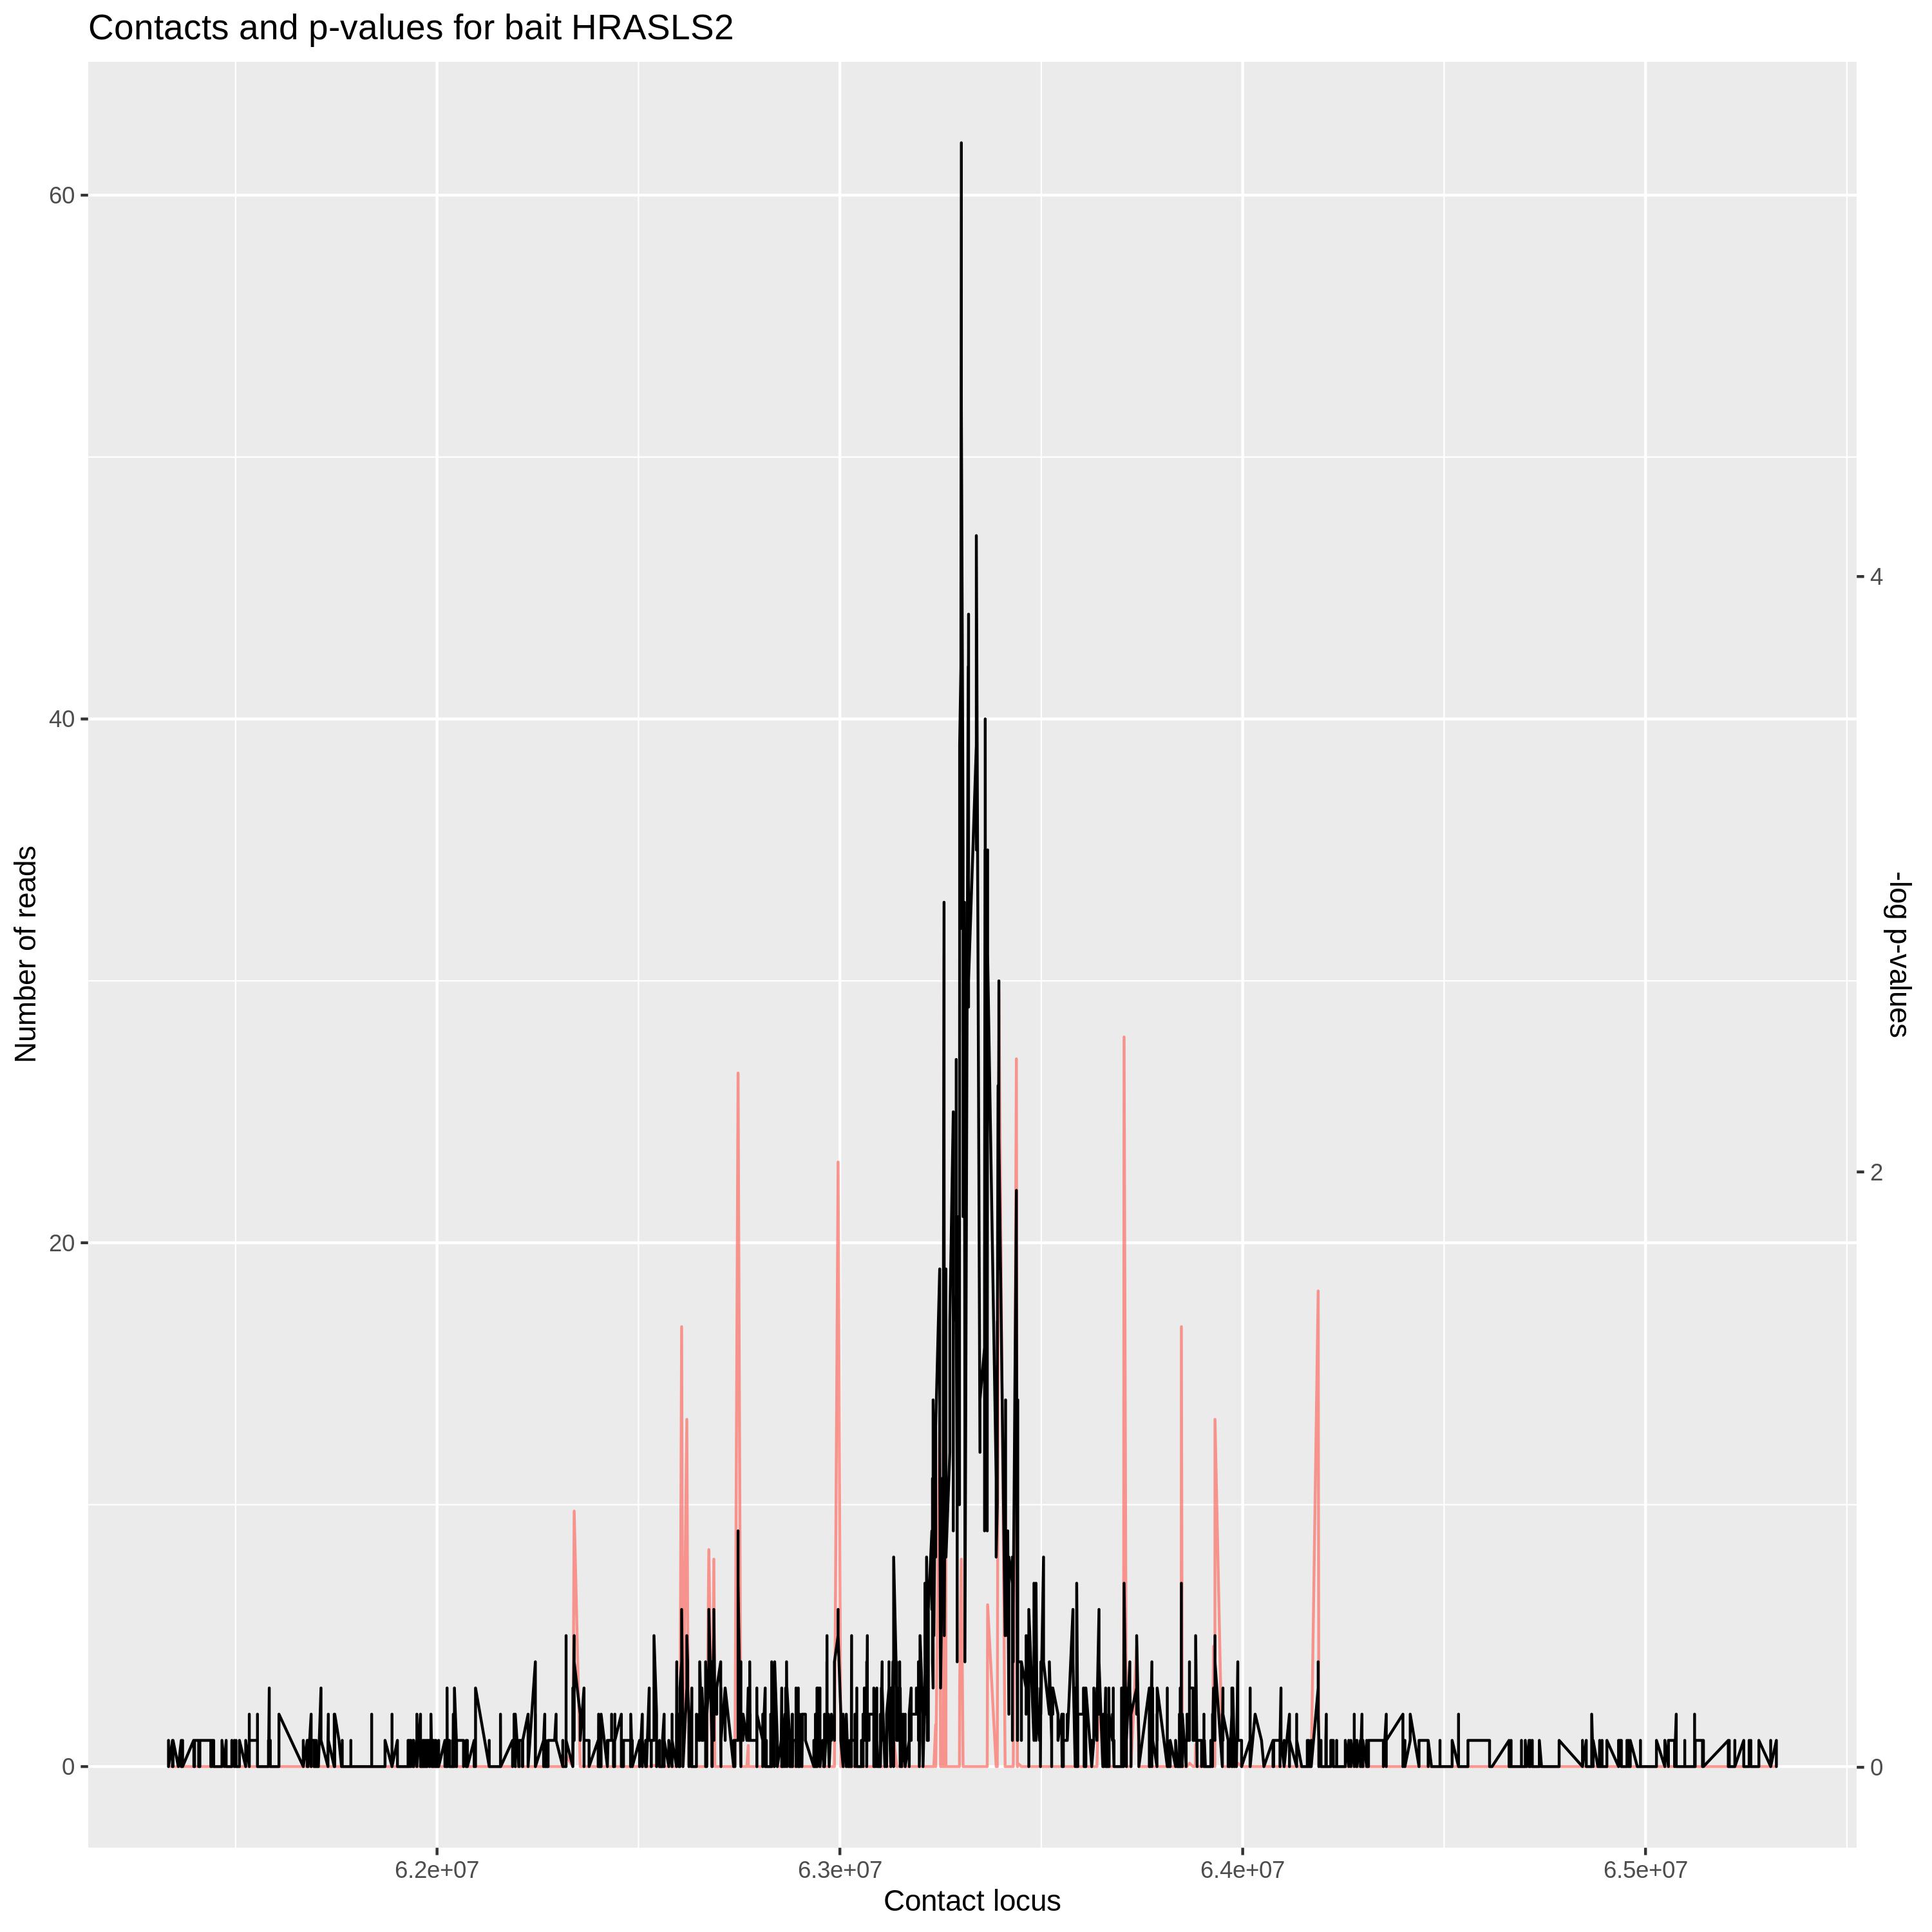 Contacts and p-values for bait HRASLS2
60
40
20
0
Number of reads
4
2
0
-log p-values
6.2e+07 6.3e+07 6.4e+07 6.5e+07
Contact locus